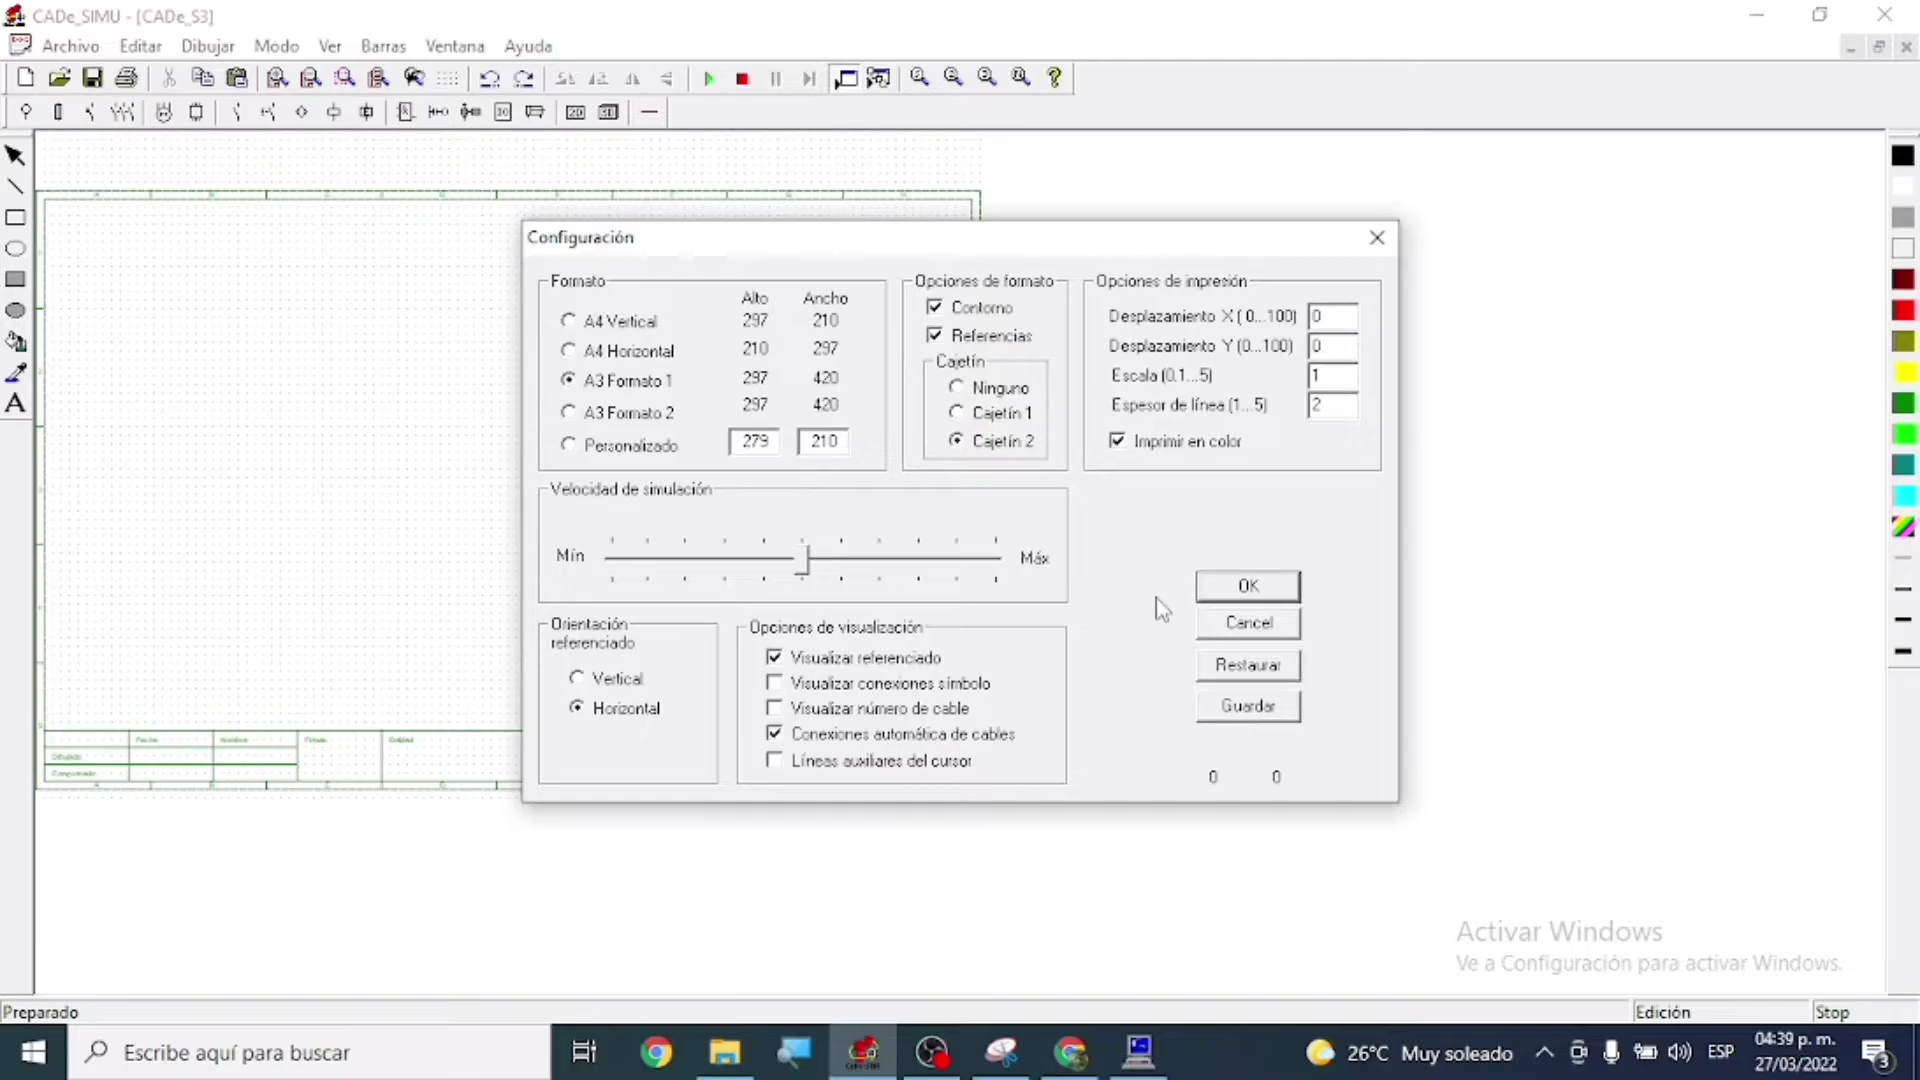 CADe_SIMU - [CADe_S3]
Archivo Editar Dibujar Modo Ver Barras Ventana Ayuda
Configuración
Formato
Alto Ancho
A4 Vertical 297 210
A4 Horizontal 210 297
A3 Formato 1 297 420
A3 Formato 2 297 420
Personalizado 279 210
Opciones de formato
Contorno
Referencias
Cajetín
Ninguno
Cajetín 1
Cajetín 2
Opciones de impresión
Desplazamiento X ( 0...100) 0
Desplazamiento Y (0...100) 0
Escala (0.1...5) 1
Espesor de línea (1...5) 2
Imprimir en color
Velocidad de simulación
Mín Máx
Orientación
referenciado
Vertical
Horizontal
Opciones de visualización
Visualizar referenciado
Visualizar conexiones símbolo
Visualizar número de cable
Conexiones automática de cables
Líneas auxiliares del cursor
OK
Cancel
Restaurar
Guardar
0 0
Activar Windows
Ve a Configuración para activar Windows.
Preparado Edición Stop
Escribe aquí para buscar
26°C Muy soleado
ESP
04:39 p. m.
27/03/2022
3